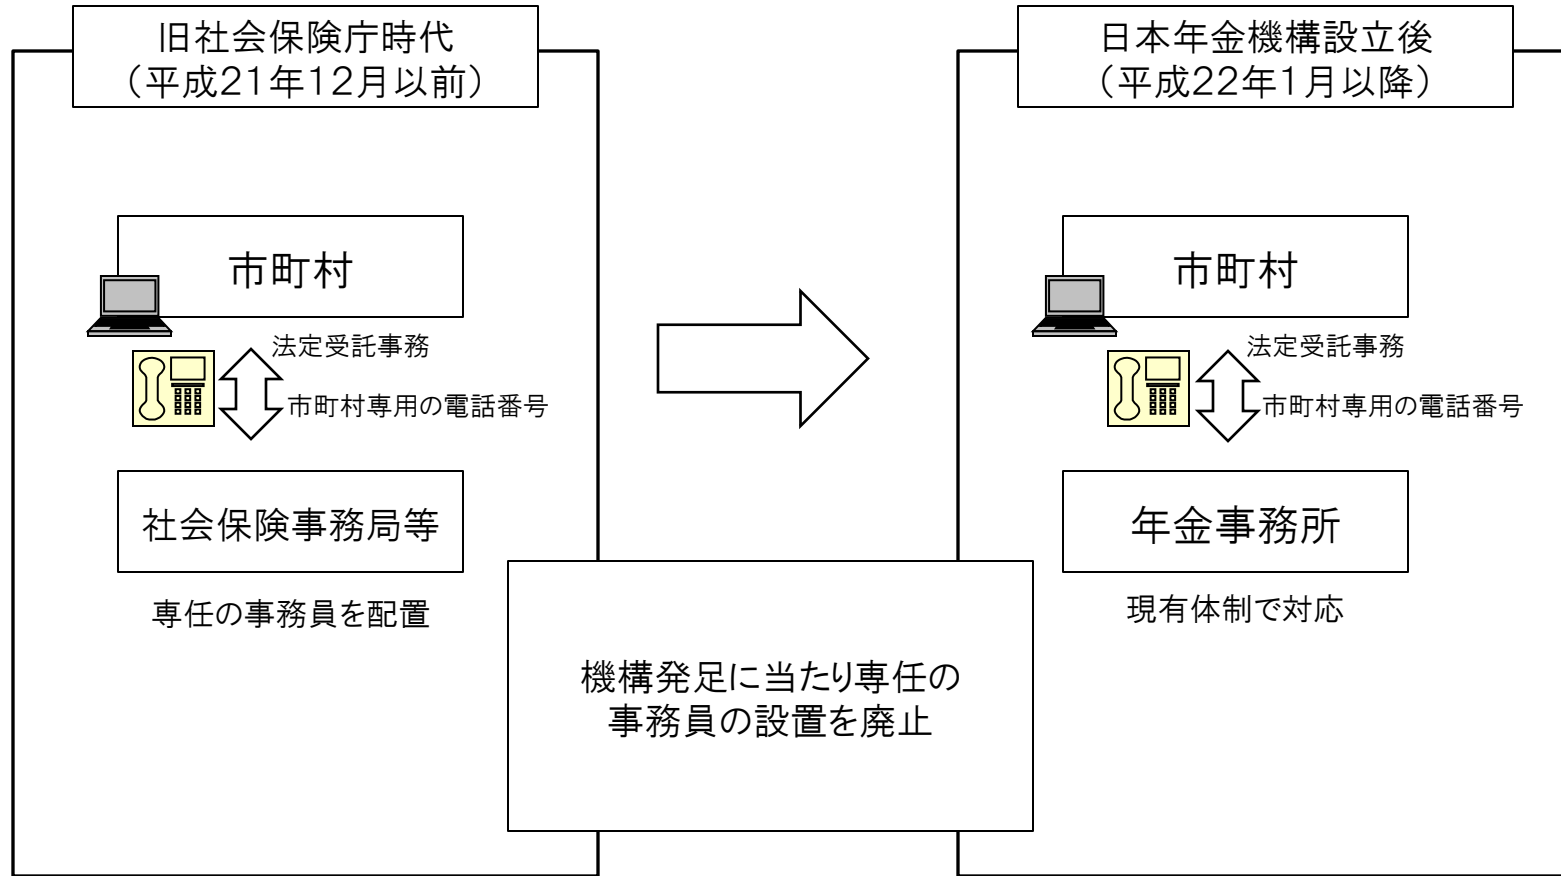 旧社会保険庁時代
（平成21年12月以前）
市町村
法定受託事務
市町村専用の電話番号
社会保険事務局等
専任の事務員を配置
機構発足に当たり専任の
事務員の設置を廃止
日本年金機構設立後
（平成22年1月以降）
市町村
法定受託事務
市町村専用の電話番号
年金事務所
現有体制で対応